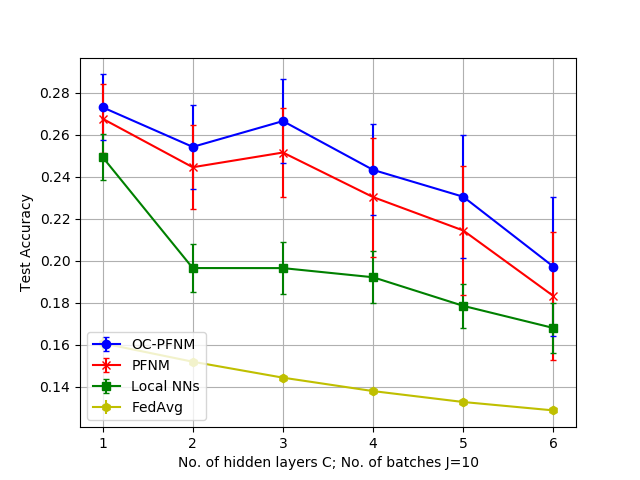 0.28
0.26
0.24
0.22
0.20
0.18
0.16
0.14
Test Accuracy
OC-PFNM
PFNM
Local NNs
FedAvg
1 2 3 4 5 6
No. of hidden layers C; No. of batches J=10